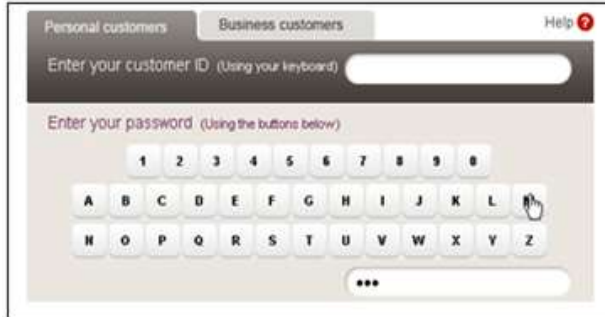 Personal customers Business customers Help ?
Enter your customer ID (Using your keyboard)
Enter your password (Using the buttons below)
1 2 3 4 5 6 7 8 9 0
A B C D E F G H I J K L
N O P Q R S T U V W X Y Z
•••